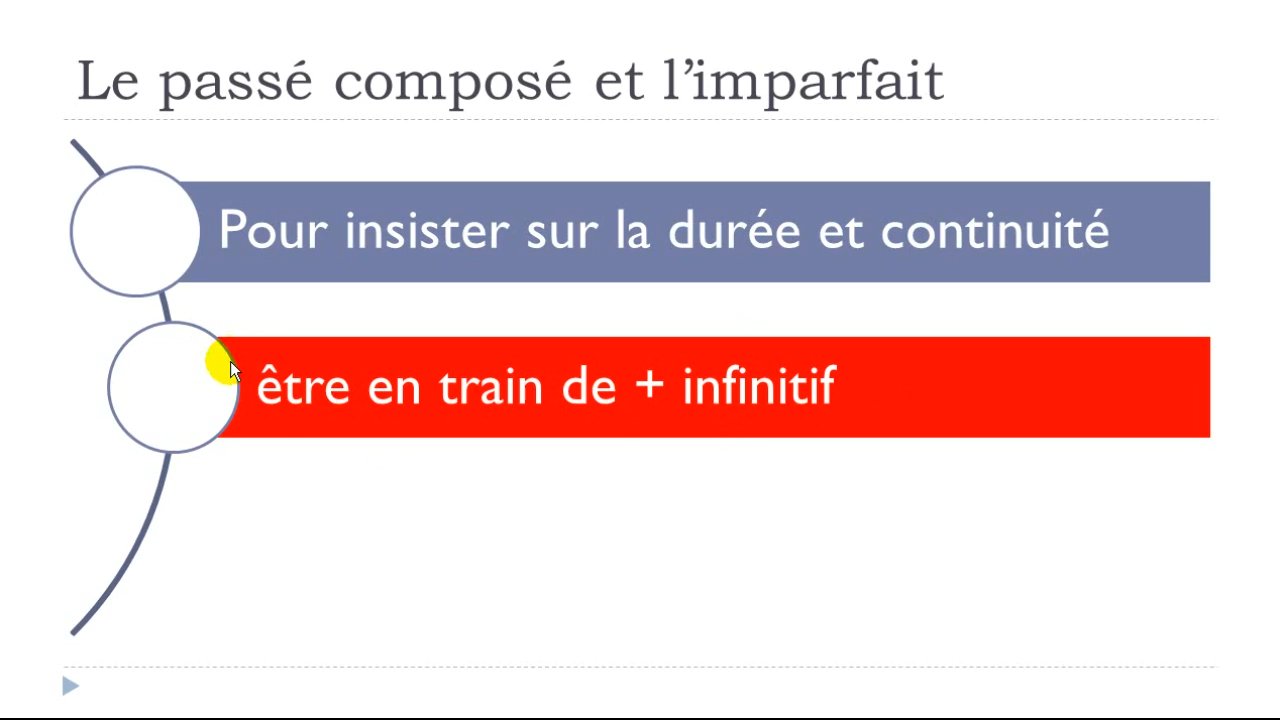 Le passé composé et l’imparfait
Pour insister sur la durée et continuité
être en train de + infinitif